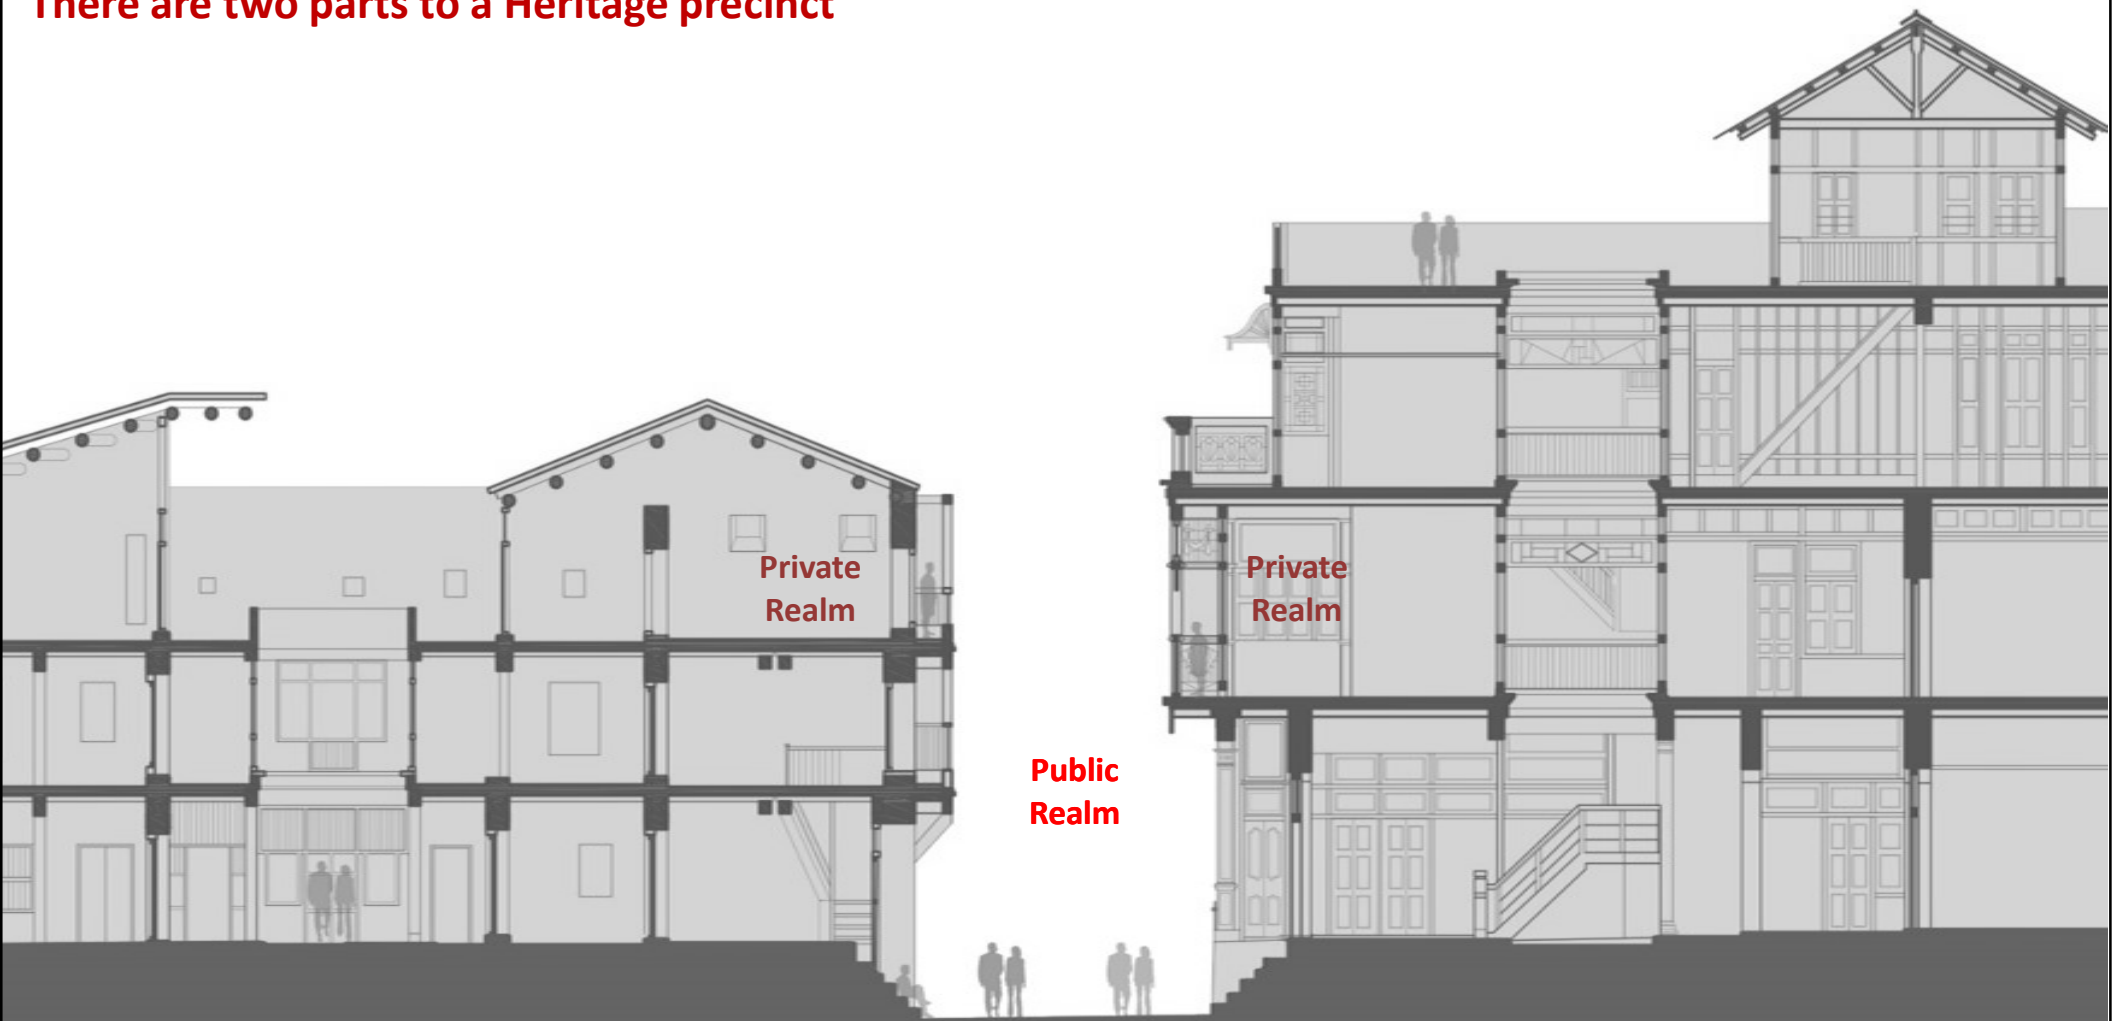 There are two parts to a Heritage precinct
Private
Realm
Private
Realm
Public
Realm